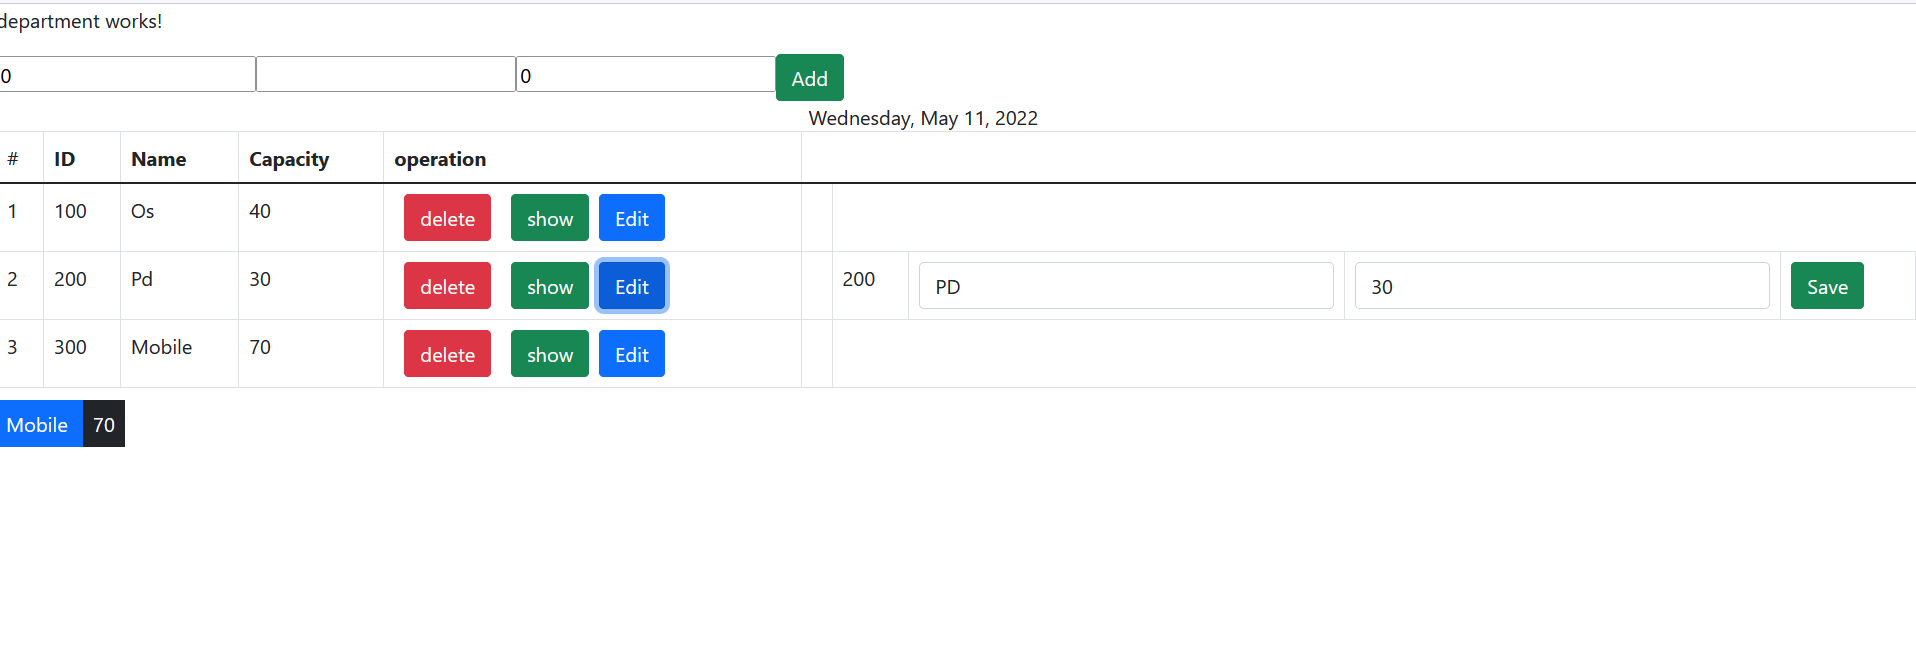 department works!
0 0 Add
Wednesday, May 11, 2022
# ID Name Capacity operation
1 100 Os 40 delete show Edit
2 200 Pd 30 delete show Edit 200 PD 30 Save
3 300 Mobile 70 delete show Edit
Mobile 70